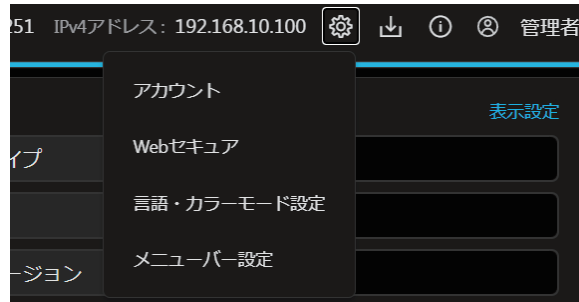 251 IPv4アドレス: 192.168.10.100 管理者
アカウント
表示設定
Webセキュア
イプ
言語・カラーモード設定
メニューバー設定
ージョン